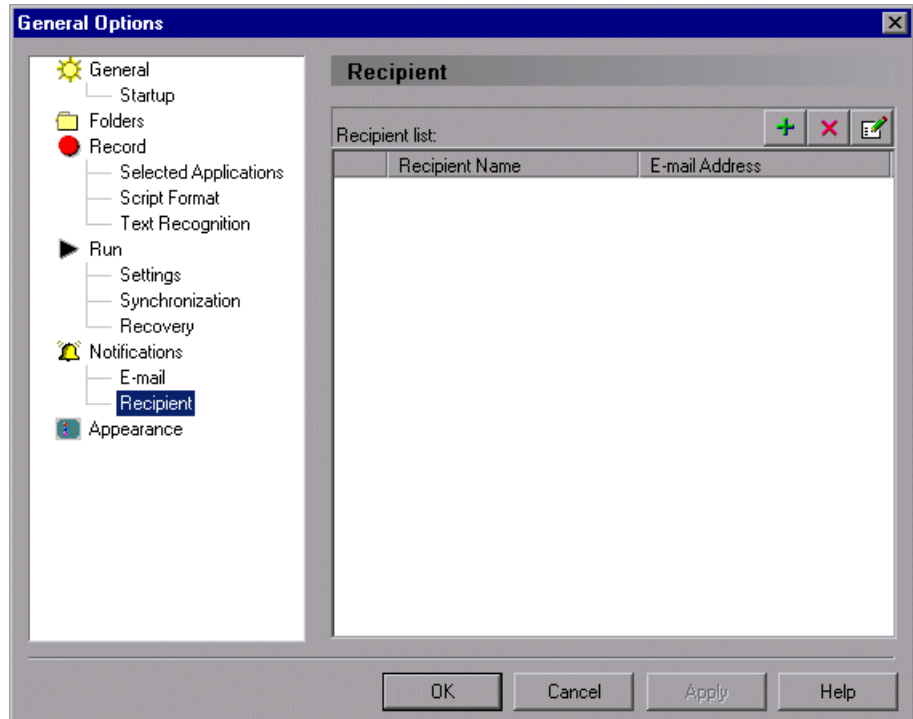 General Options
General
Startup
Folders
Record
Selected Applications
Script Format
Text Recognition
Run
Settings
Synchronization
Recovery
Notifications
E-mail
Recipient
Appearance
Recipient
Recipient list:
Recipient Name E-mail Address
OK Cancel Apply Help